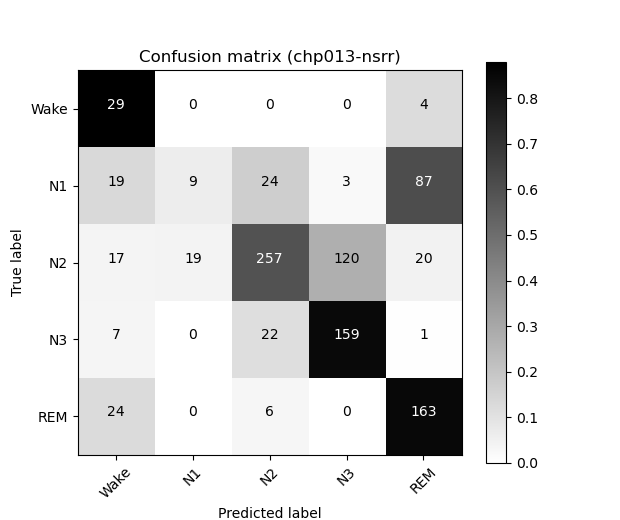 Confusion matrix (chp013-nsrr)
Wake 29 0 0 0 4
N1 19 9 24 3 87
N2 17 19 257 120 20
N3 7 0 22 159 1
REM 24 0 6 0 163
Wake N1 N2 N3 REM
True label
Predicted label
0.8
0.7
0.6
0.5
0.4
0.3
0.2
0.1
0.0